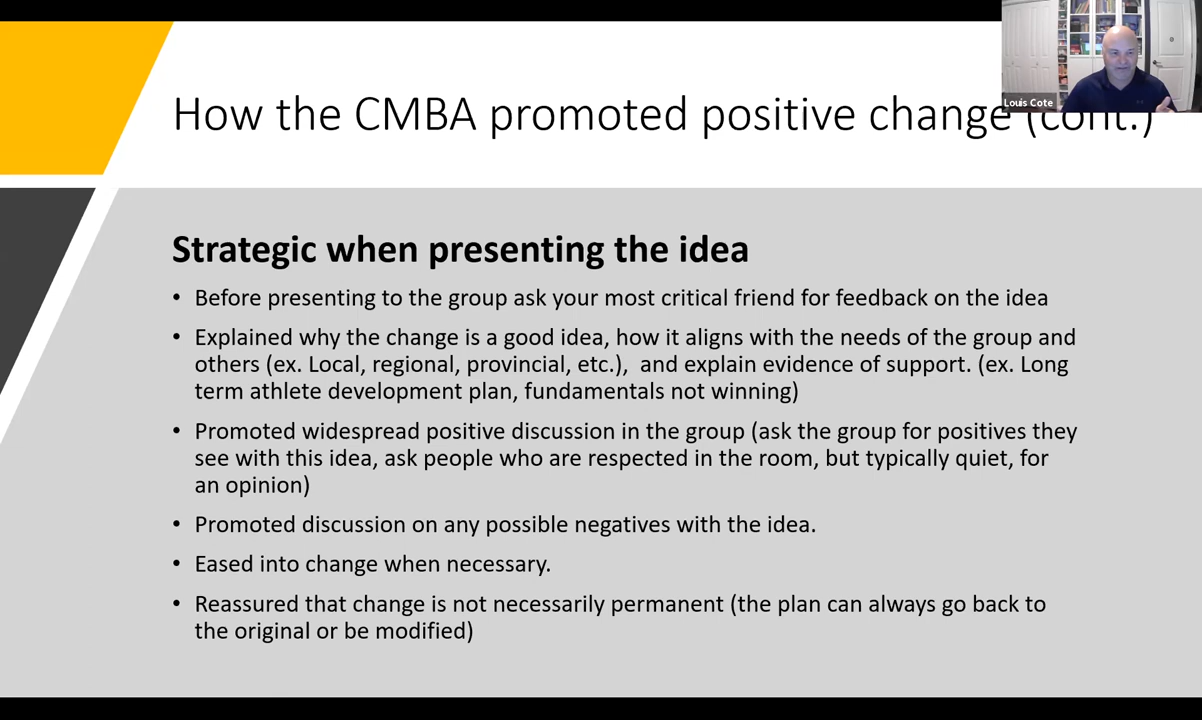 How the CMBA promoted positive change (cont.)
Louis Cote
Strategic when presenting the idea
• Before presenting to the group ask your most critical friend for feedback on the idea
• Explained why the change is a good idea, how it aligns with the needs of the group and
others (ex. Local, regional, provincial, etc.),  and explain evidence of support. (ex. Long
term athlete development plan, fundamentals not winning)
• Promoted widespread positive discussion in the group (ask the group for positives they
see with this idea, ask people who are respected in the room, but typically quiet, for
an opinion)
• Promoted discussion on any possible negatives with the idea.
• Eased into change when necessary.
• Reassured that change is not necessarily permanent (the plan can always go back to
the original or be modified)